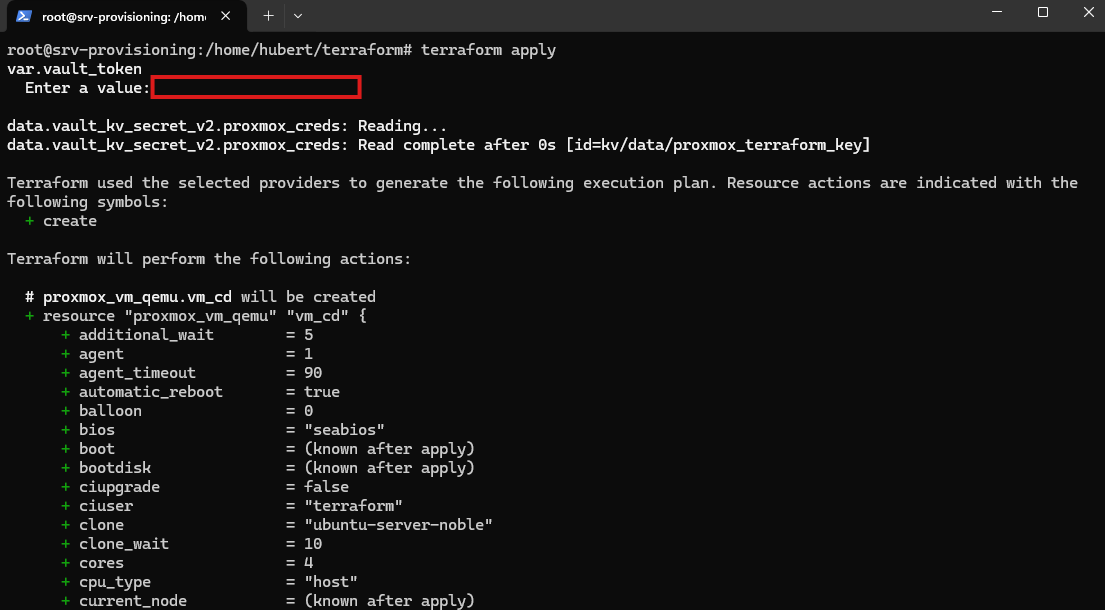 root@srv-provisioning: /hom
root@srv-provisioning:/home/hubert/terraform# terraform apply
var.vault_token
  Enter a value:

data.vault_kv_secret_v2.proxmox_creds: Reading...
data.vault_kv_secret_v2.proxmox_creds: Read complete after 0s [id=kv/data/proxmox_terraform_key]

Terraform used the selected providers to generate the following execution plan. Resource actions are indicated with the
following symbols:
  + create

Terraform will perform the following actions:

  # proxmox_vm_qemu.vm_cd will be created
  + resource "proxmox_vm_qemu" "vm_cd" {
      + additional_wait        = 5
      + agent                  = 1
      + agent_timeout          = 90
      + automatic_reboot       = true
      + balloon                = 0
      + bios                   = "seabios"
      + boot                   = (known after apply)
      + bootdisk               = (known after apply)
      + ciupgrade              = false
      + ciuser                 = "terraform"
      + clone                  = "ubuntu-server-noble"
      + clone_wait             = 10
      + cores                  = 4
      + cpu_type               = "host"
      + current_node           = (known after apply)